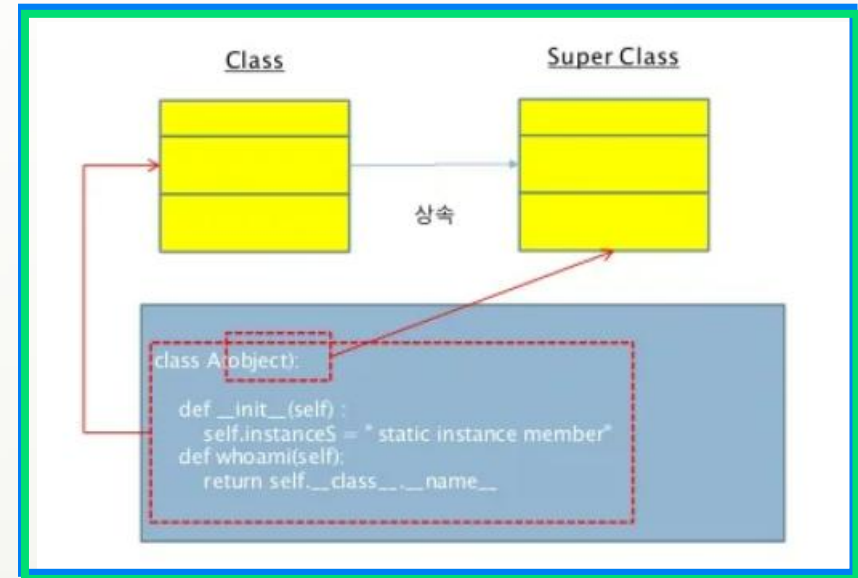 Class
Super Class
상속
class A(object):
def __init__(self) :
self.instanceS = " static instance member"
def whoami(self):
return self.__class__.__name__